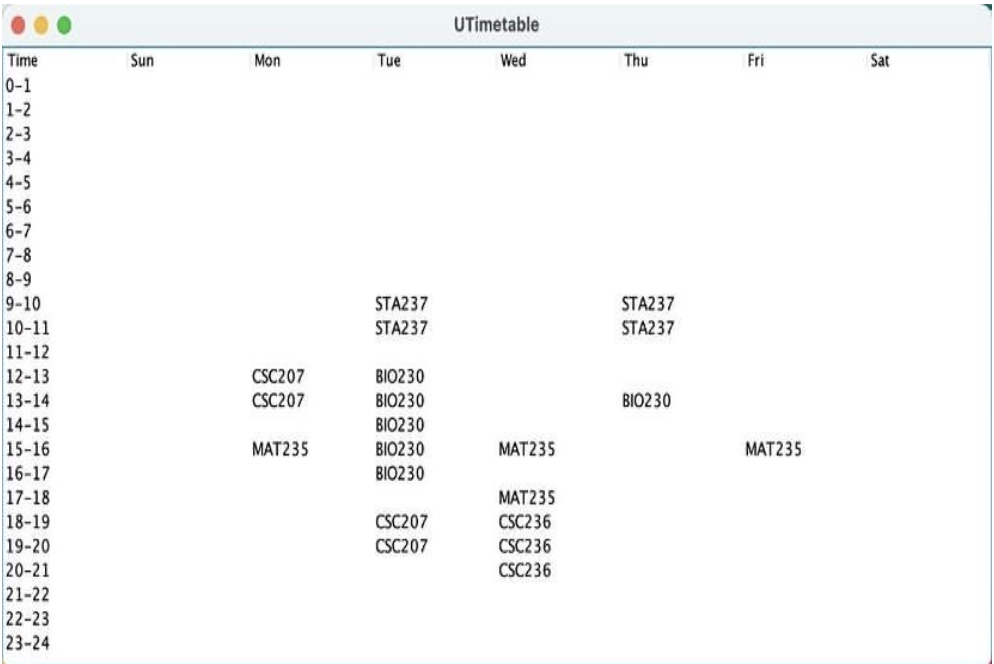 UTimetable
Time Sun Mon Tue Wed Thu Fri Sat
0-1
1-2
2-3
3-4
4-5
5-6
6-7
7-8
8-9
9-10 STA237 STA237
10-11 STA237 STA237
11-12
12-13 CSC207 BIO230
13-14 CSC207 BIO230 BIO230
14-15 BIO230
15-16 MAT235 BIO230 MAT235 MAT235
16-17 BIO230
17-18 MAT235
18-19 CSC207 CSC236
19-20 CSC207 CSC236
20-21 CSC236
21-22
22-23
23-24